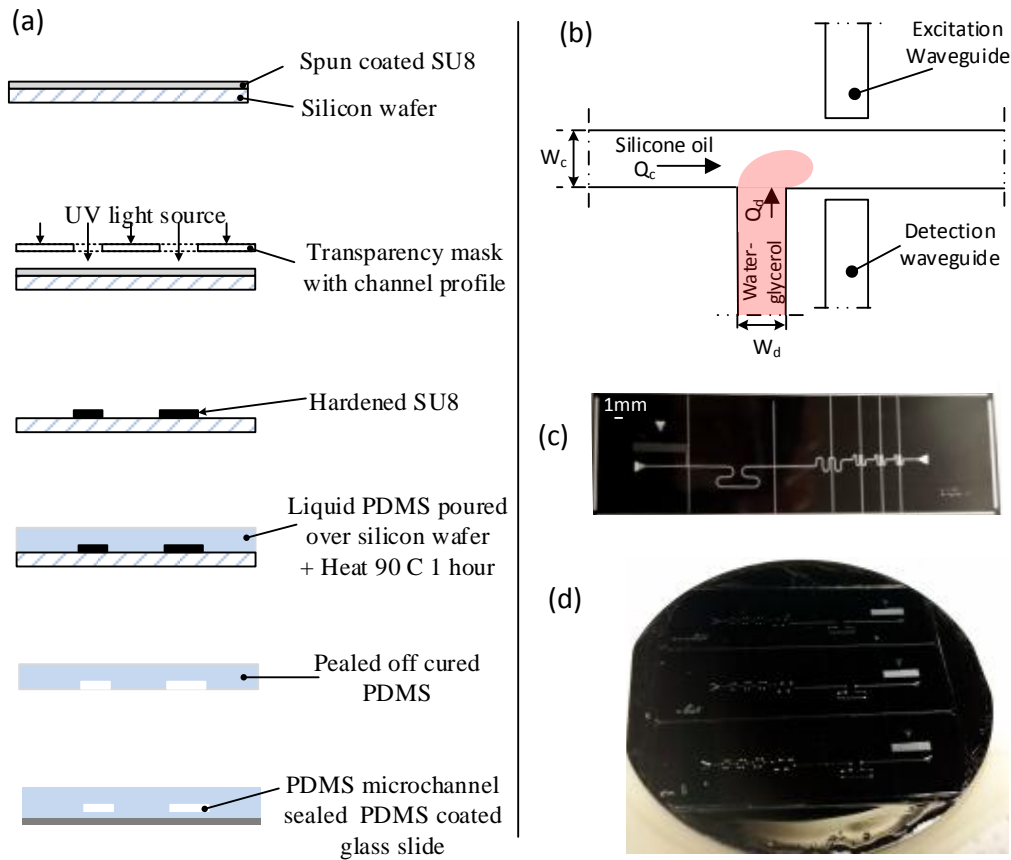 (a)
Spun coated SU8
Silicon wafer
UV light source
Transparency mask
with channel profile
Hardened SU8
Liquid PDMS poured
over silicon wafer
+ Heat 90 C 1 hour
Pealed off cured
PDMS
PDMS microchannel
sealed PDMS coated
glass slide
(b)
Excitation
Waveguide
Silicone oil
Qc
Wc
Qd
Water-
glycerol
Wd
Detection
waveguide
(c)
1mm
(d)